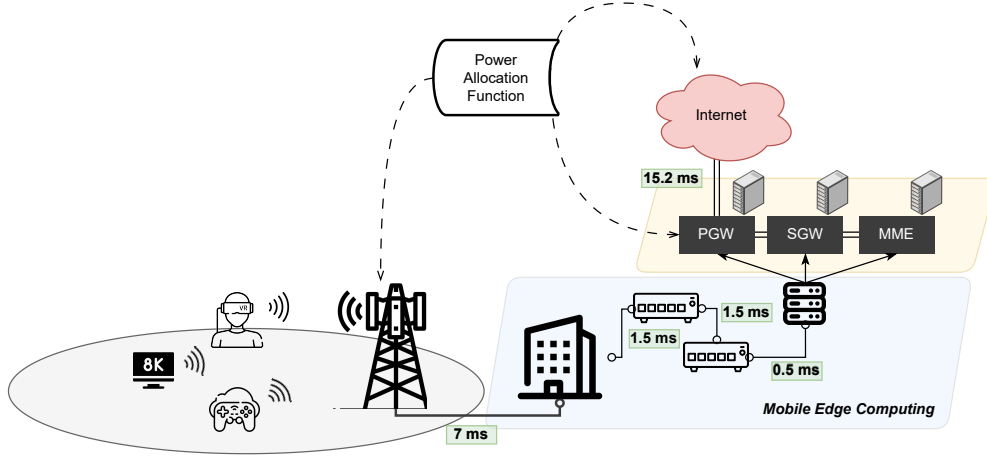 Power
Allocation
Function
Internet
15.2 ms
PGW
SGW
MME
VR
8K
1.5 ms
1.5 ms
0.5 ms
7 ms
Mobile Edge Computing